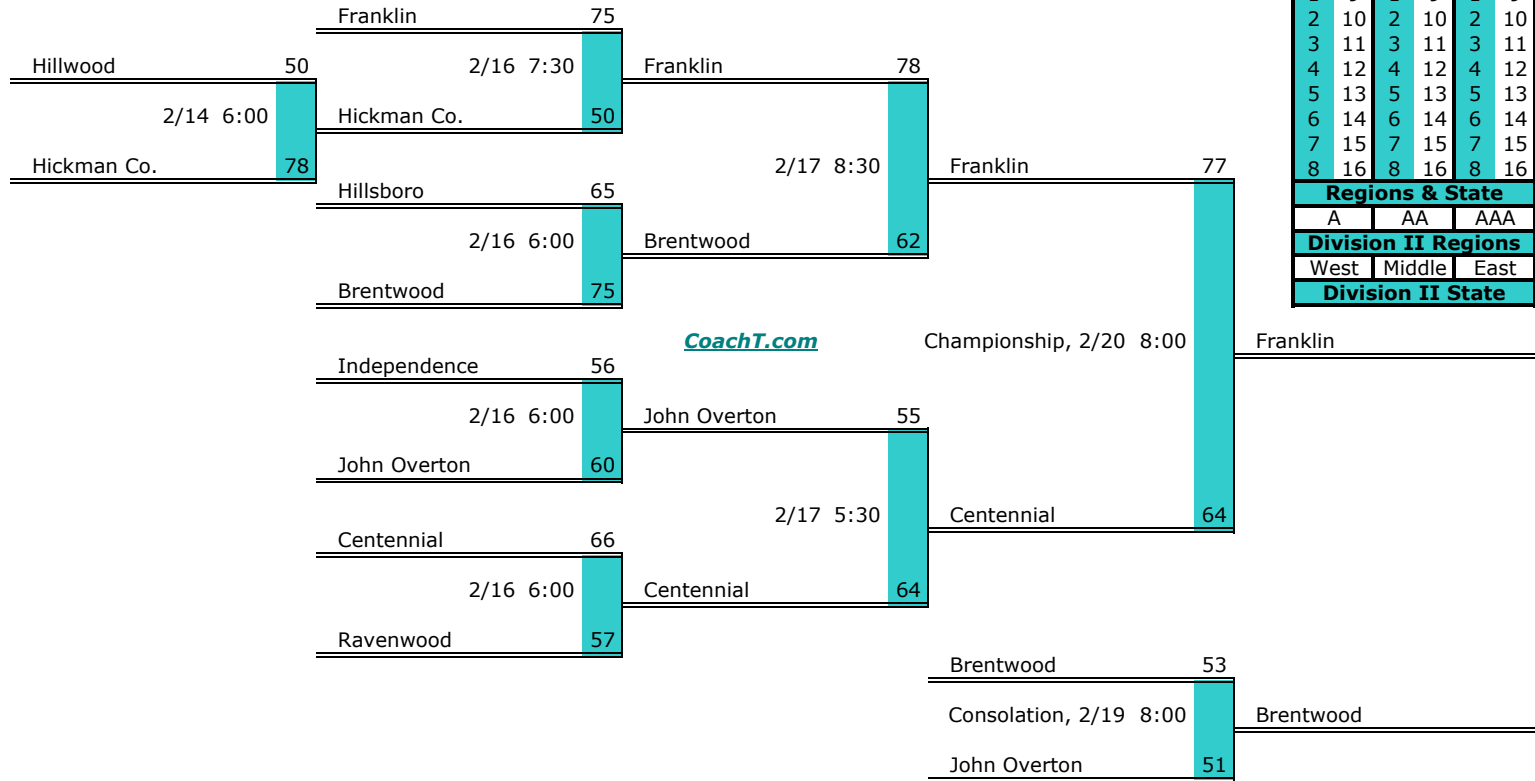 Franklin 75
Hillwood 50
2/16 7:30
Franklin 78
2/14 6:00
Hickman Co. 50
Hickman Co. 78
2/17 8:30
Franklin 77
Hillsboro 65
2/16 6:00
Brentwood 62
Brentwood 75
CoachT.com
Championship, 2/20 8:00
Franklin
Independence 56
2/16 6:00
John Overton 55
John Overton 60
2/17 5:30
Centennial 64
Centennial 66
2/16 6:00
Centennial 64
Ravenwood 57
Brentwood 53
Consolation, 2/19 8:00
Brentwood
John Overton 51
2 10 2 10 2 10
3 11 3 11 3 11
4 12 4 12 4 12
5 13 5 13 5 13
6 14 6 14 6 14
7 15 7 15 7 15
8 16 8 16 8 16
Regions & State
A AA AAA
Division II Regions
West Middle East
Division II State